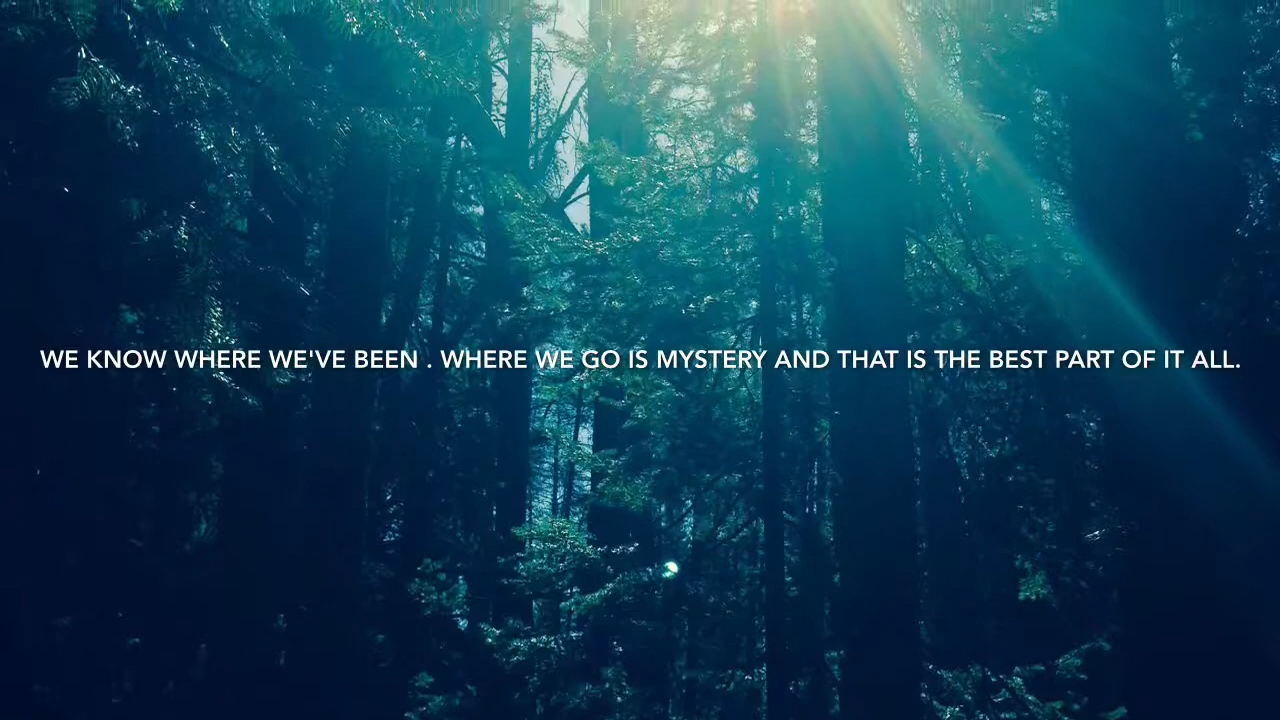 WE KNOW WHERE WE'VE BEEN . WHERE WE GO IS MYSTERY AND THAT IS THE BEST PART OF IT ALL.